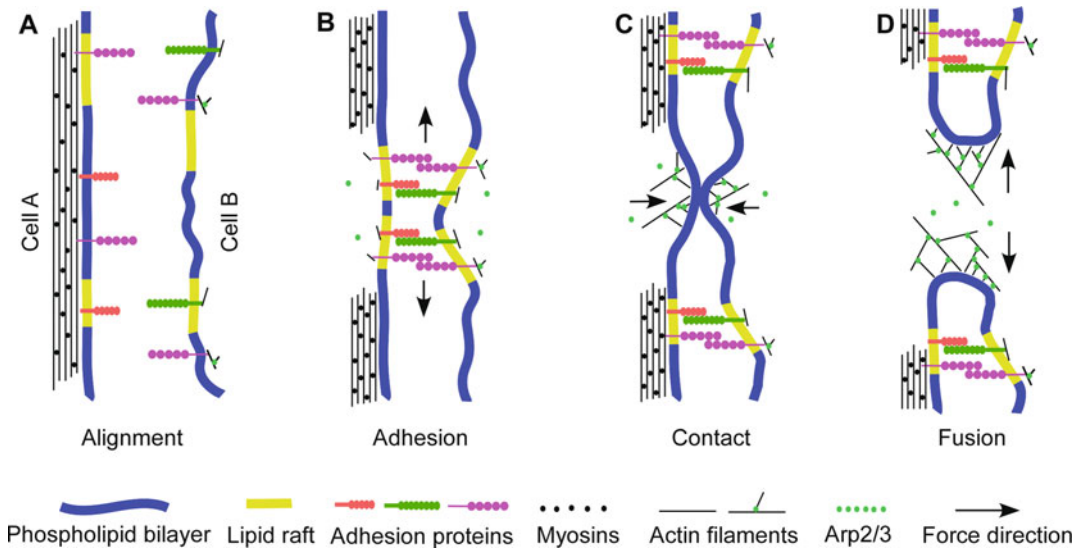 A
B
C
D
Cell A
Cell B
Alignment
Adhesion
Contact
Fusion
Phospholipid bilayer
Lipid raft
Adhesion proteins
Myosins
Actin filaments
Arp2/3
Force direction